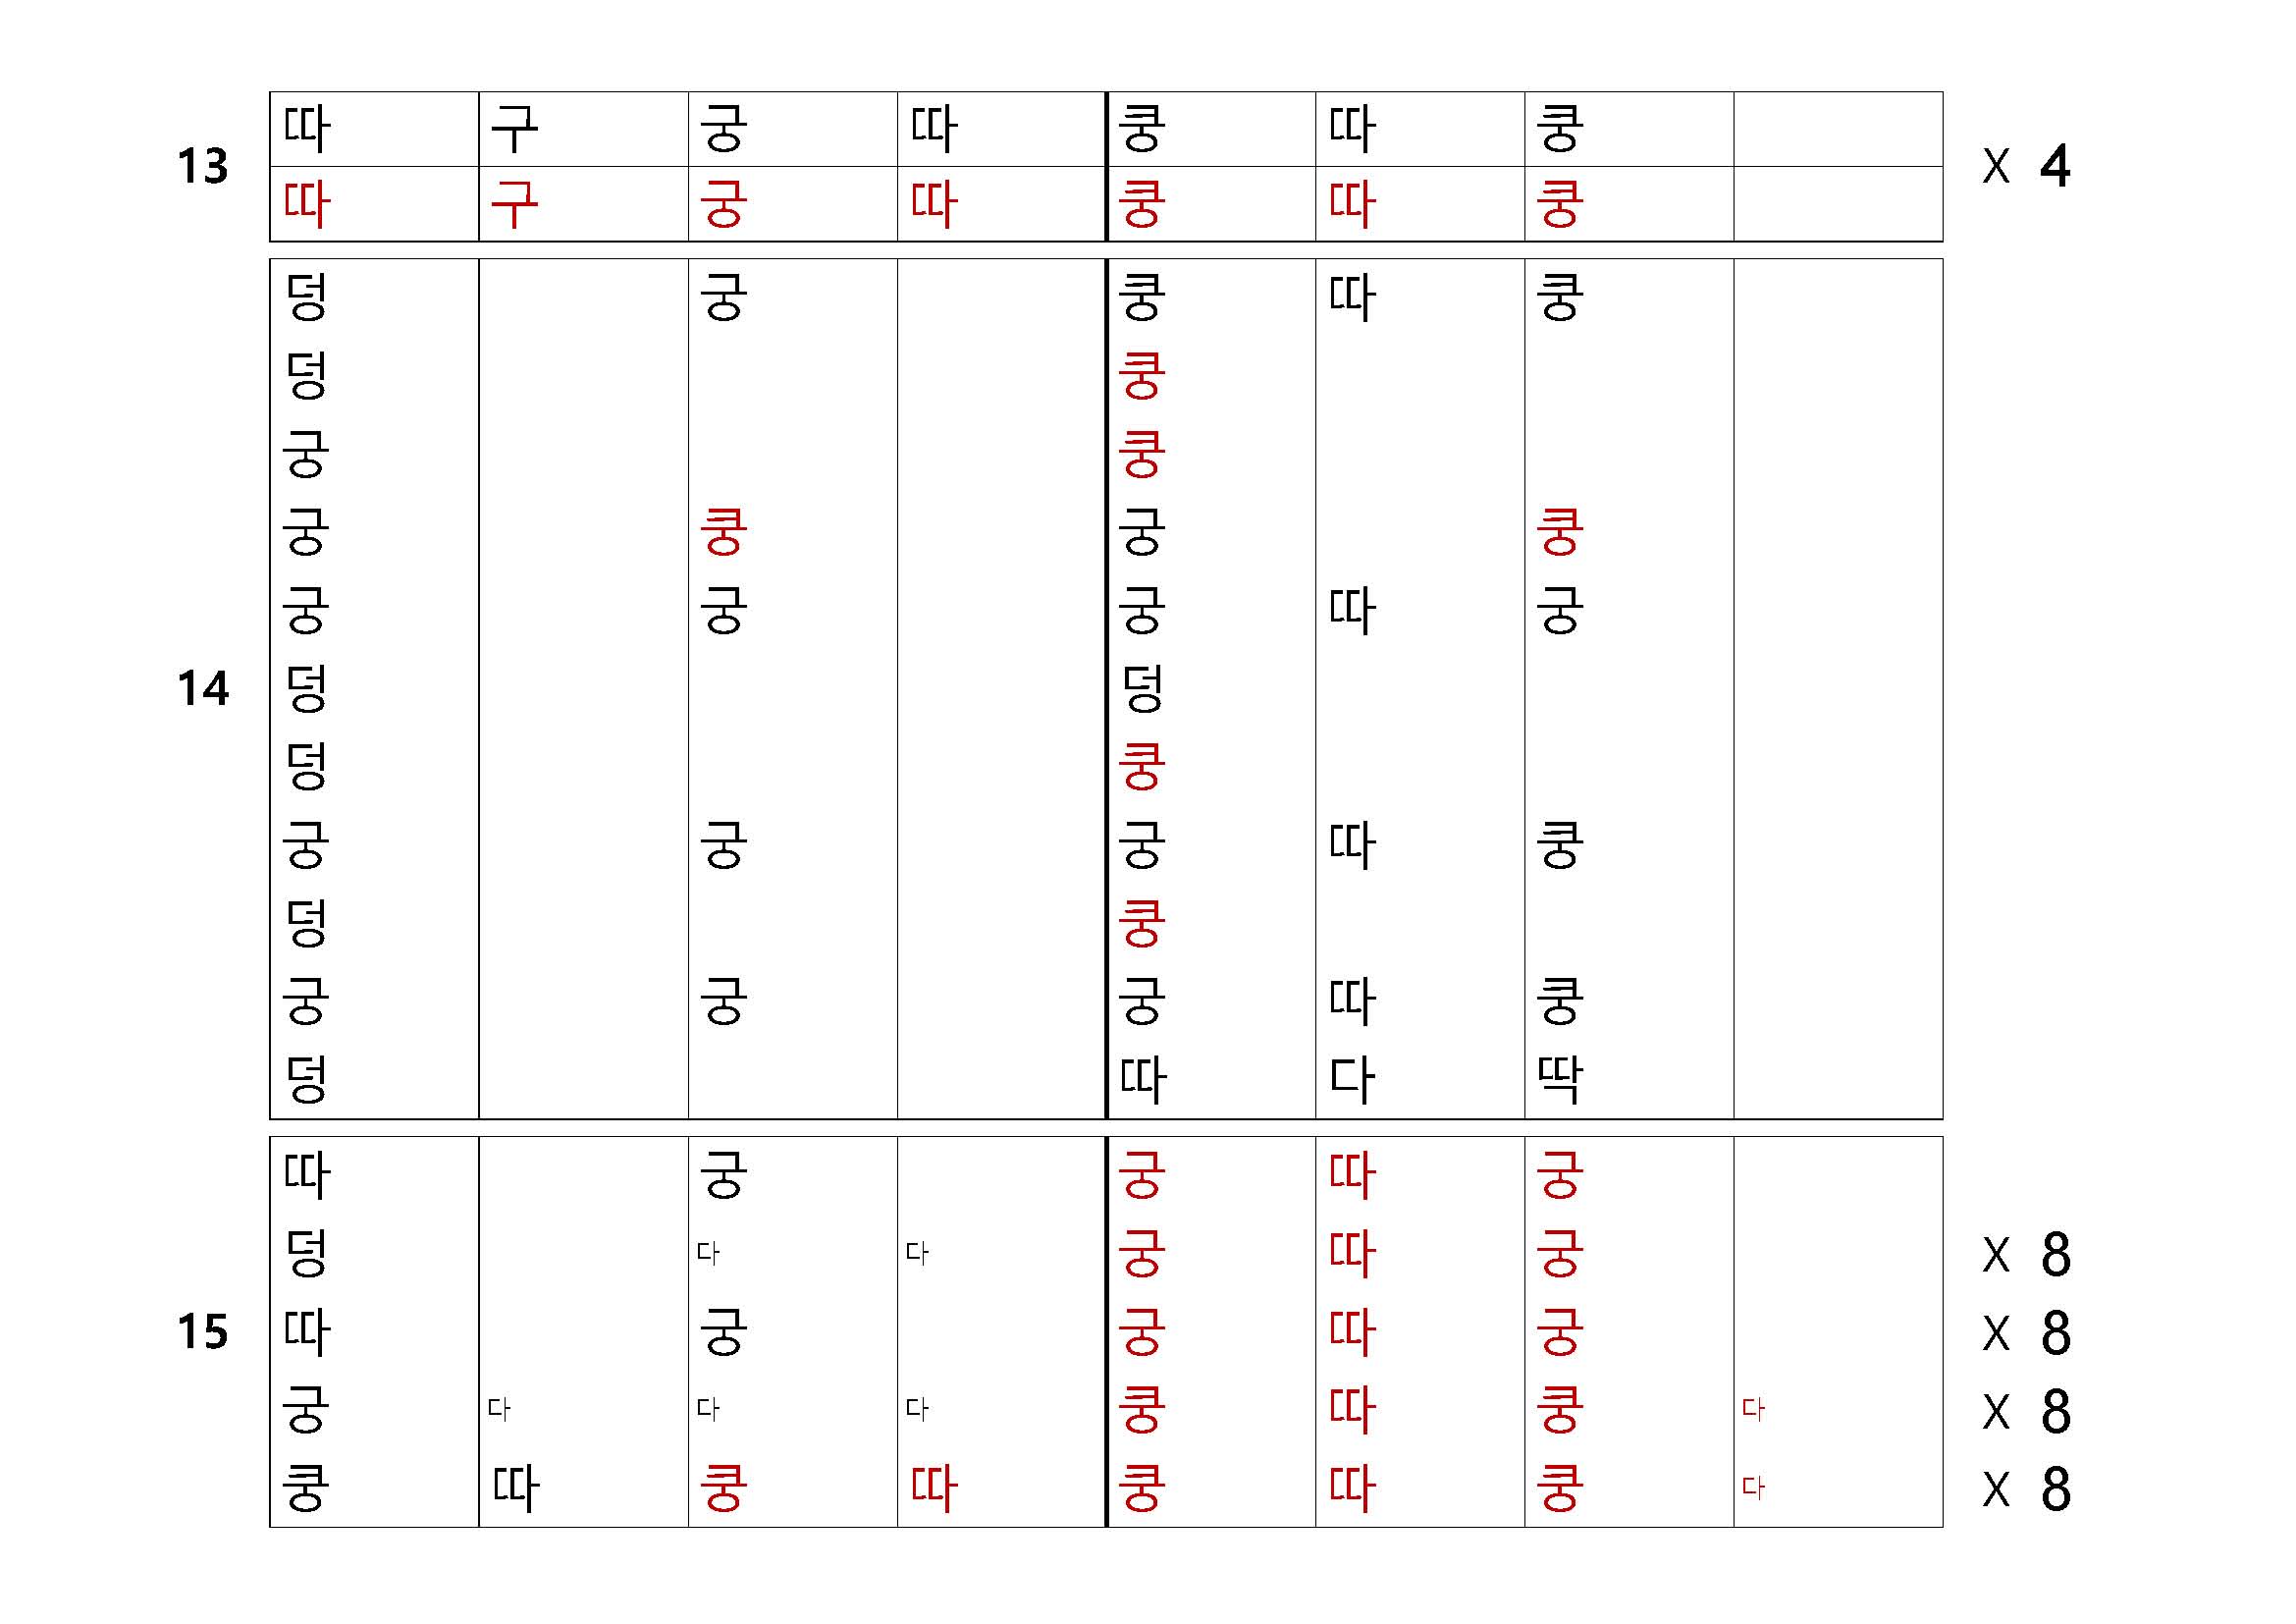 따 구 궁 따 쿵 따 쿵
13 X 4
따 구 궁 따 쿵 따 쿵
덩 궁 쿵 따 쿵
덩 쿵
궁 쿵
궁 쿵 궁 쿵
궁 궁 궁 따 궁
14 덩 덩
덩 쿵
궁 궁 궁 따 쿵
덩 쿵
궁 궁 궁 따 쿵
덩 따 다 딱
따 궁 궁 따 궁
덩 다 다 궁 따 궁 X 8
15 따 궁 궁 따 궁 X 8
궁 다 다 다 쿵 따 쿵 다 X 8
쿵 따 쿵 따 쿵 따 쿵 다 X 8